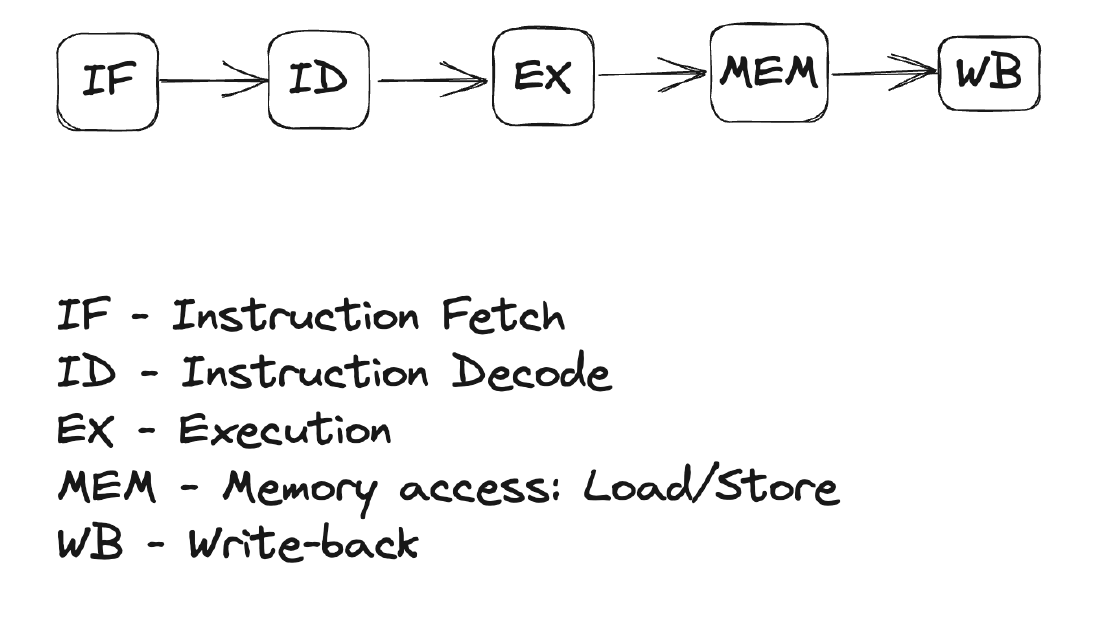 IF ID EX MEM WB
IF - Instruction Fetch
ID - Instruction Decode
EX - Execution
MEM - Memory access: Load/Store
WB - Write-back